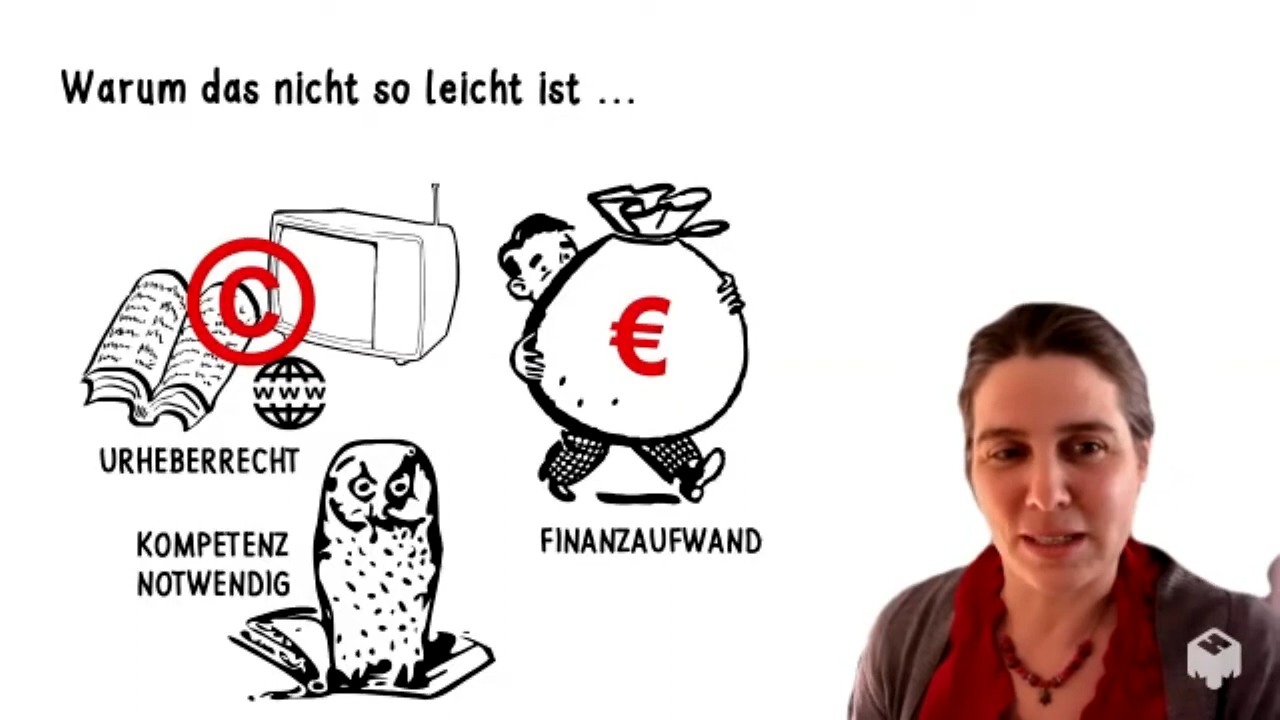 Warum das nicht so leicht ist ...
©
€
www
URHEBERRECHT
KOMPETENZ
NOTWENDIG
FINANZAUFWAND